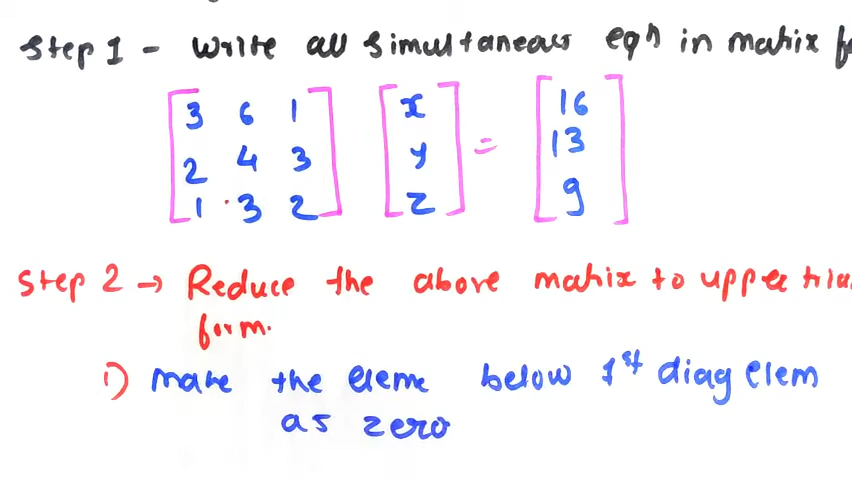 Step 1 - Write all simultaneous eqn in matrix
3 6 1 x 16
2 4 3 y = 13
1 3 2 z 9
Step 2 → Reduce the above matrix to upper
form.
i) make the eleme below 1st diag elem
as zero